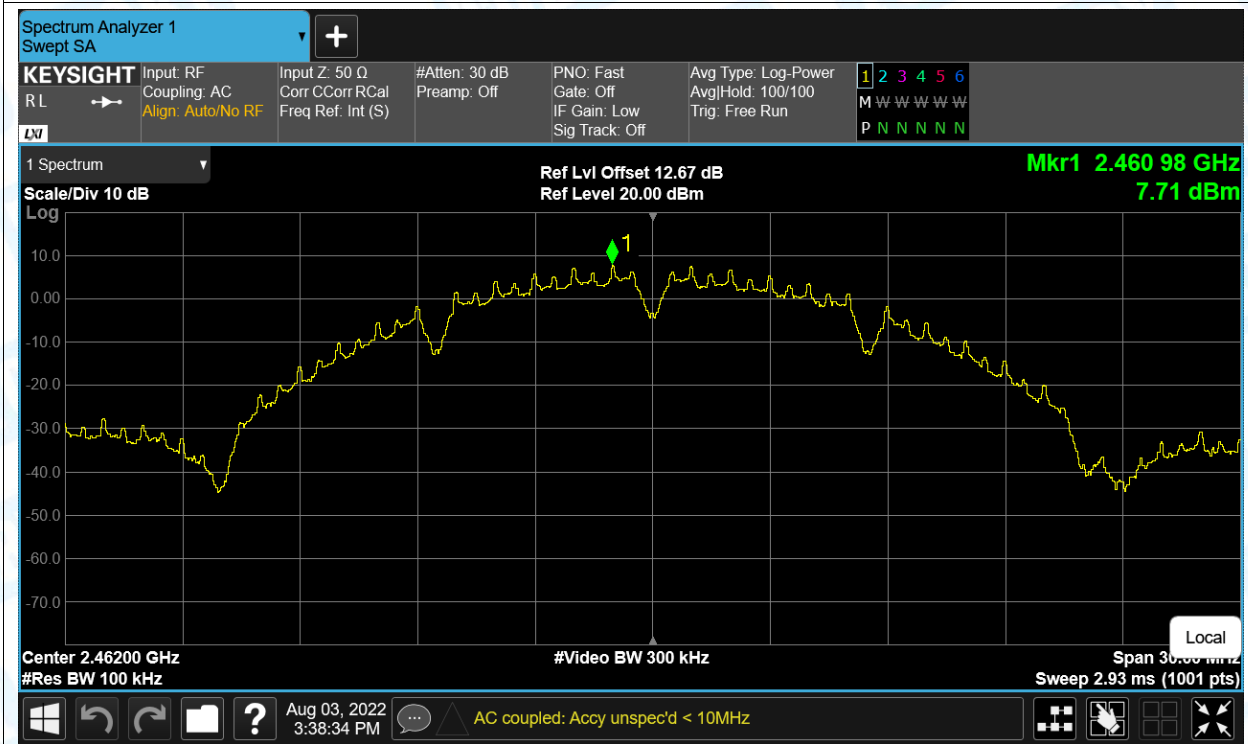 Spectrum Analyzer 1
Swept SA
KEYSIGHT
R L
LXI
Input: RF
Coupling: AC
Align: Auto/No RF
Input Z: 50 Ω
Corr CCorr RCal
Freq Ref: Int (S)
#Atten: 30 dB
Preamp: Off
PNO: Fast
Gate: Off
IF Gain: Low
Sig Track: Off
Avg Type: Log-Power
Avg|Hold: 100/100
Trig: Free Run
1 2 3 4 5 6
M W W W W W
P N N N N N
1 Spectrum
Scale/Div 10 dB
Log
Ref Lvl Offset 12.67 dB
Ref Level 20.00 dBm
Mkr1 2.460 98 GHz
7.71 dBm
1
10.0
0.00
-10.0
-20.0
-30.0
-40.0
-50.0
-60.0
-70.0
Local
Center 2.46200 GHz
#Video BW 300 kHz
Span 30.00 MHz
#Res BW 100 kHz
Sweep 2.93 ms (1001 pts)
?
Aug 03, 2022
3:38:34 PM
AC coupled: Accy unspec'd < 10MHz